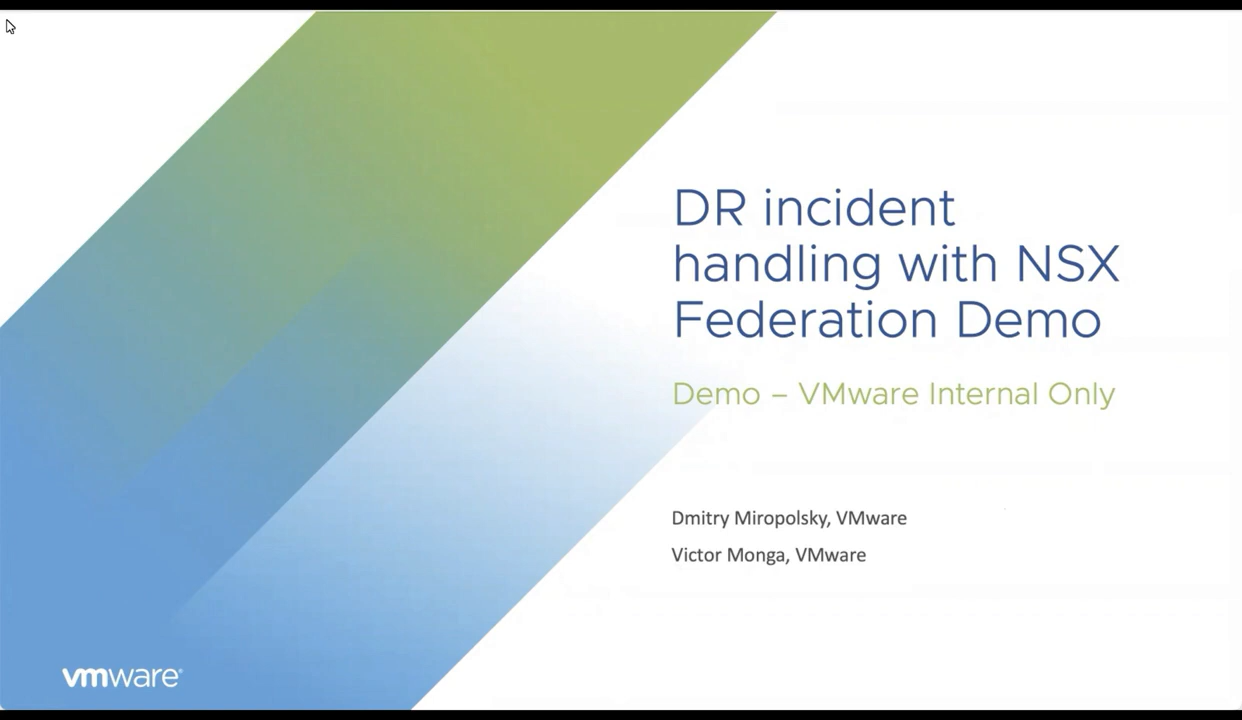 DR incident
handling with NSX
Federation Demo
Demo – VMware Internal Only
Dmitry Miropolsky, VMware
Victor Monga, VMware
vmware®